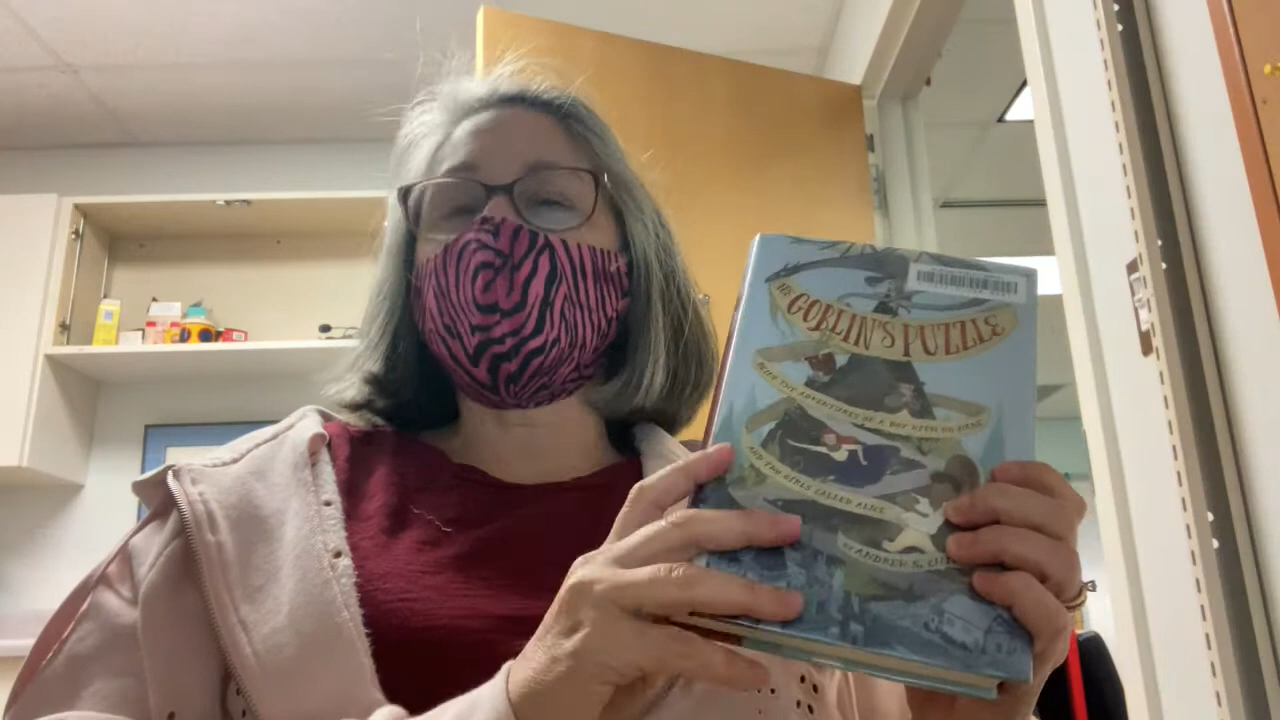 THE
GOBLIN'S PUZZLE
BEING THE ADVENTURES OF A BOY WITH NO NAME
AND TWO GIRLS CALLED ALICE
BY ANDREW S.